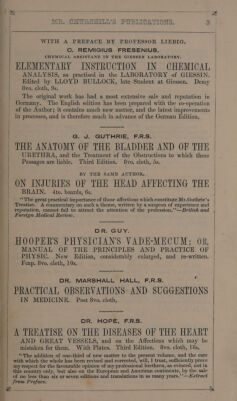 MR. CHURCHILL'S PUBLICATIONS. 3
WITH A PREFACE BY PROFESSOR LIEBIG.
C. REMIGIUS FRESENIUS,
CHEMICAL ASSISTANT IN THE GIESSEN LABORATORY.
ELEMENTARY INSTRUCTION IN CHEMICAL
ANALYSIS, as practised in the LABORATORY of GIESSEN.
Edited by LLOYD BULLOCK, late Student at Giessen. Demy
8vo. cloth, 9s.
The original work has had a most extensive sale and reputation in
Germany. The English edition has been prepared with the co-operation
of the Author; it contains much new matter, and the latest improvements
in processes, and is therefore much in advance of the German Edition.
G. J. GUTHRIE, F.R.S.
THE ANATOMY OF THE BLADDER AND OF THE
URETHRA, and the Treatment of the Obstructions to which these
Passages are liable. Third Edition. 8vo. cloth, 5s.
BY THE SAME AUTHOR.
ON INJURIES OF THE HEAD AFFECTING THE
BRAIN. 4to. boards, 6s.
"The great practical importance of those affections which constitute Mr. Guthrie's
Treatise. A commentary on such a theme, written by a surgeon of experience and
reputation, cannot fail to attract the attention of the profession."—British and
Foreign Medical Review.
DR. GUY.
HOOPER'S PHYSICIAN'S VADE-MECUM; OR,
MANUAL OF THE PRINCIPLES AND PRACTICE OF
PHYSIC. New Edition, considerably enlarged, and re-written.
Fcap. 8vo. cloth, 10s.
DR. MARSHALL HALL, F.R.S.
PRACTICAL OBSERVATIONS AND SUGGESTIONS
IN MEDICINE. Post 8vo. cloth,
DR. HOPE, F.R.S.
A TREATISE ON THE DISEASES OF THE HEART
AND GREAT VESSELS, and on the Affections which may be
mistaken for them. With Plates. Third Edition. 8vo. cloth, 18s.
"The addition of one-third of new matter to the present volume, and the care
with which the whole has been revised and corrected, will, I trust, sufficiently prove
my respect for the favourable opinion of my professional brethren, as evinced, not in
this country only, but also on the European and American continents, by the sale
of no less than six or seven editions and translations in as many years."—Extract
from Preface.